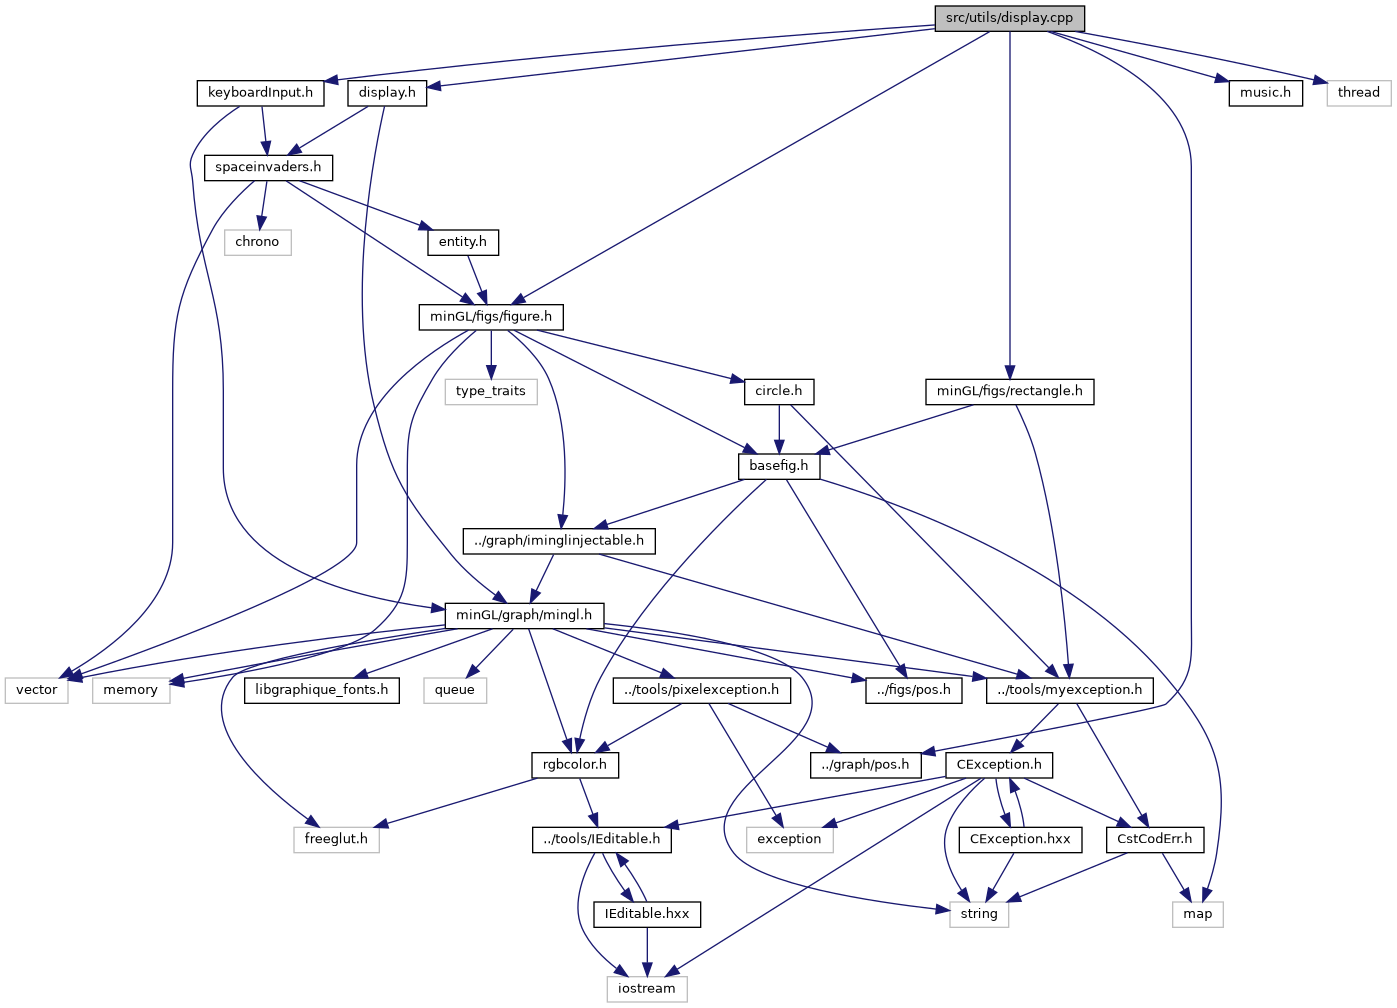 src/utils/display.cpp
keyboardInput.h
display.h
music.h
thread
spaceinvaders.h
chrono
entity.h
minGL/figs/figure.h
type_traits
circle.h
minGL/figs/rectangle.h
basefig.h
../graph/iminglinjectable.h
minGL/graph/mingl.h
vector
memory
libgraphique_fonts.h
queue
../tools/pixelexception.h
../figs/pos.h
../tools/myexception.h
rgbcolor.h
../graph/pos.h
CException.h
freeglut.h
../tools/IEditable.h
exception
CException.hxx
CstCodErr.h
IEditable.hxx
string
map
iostream